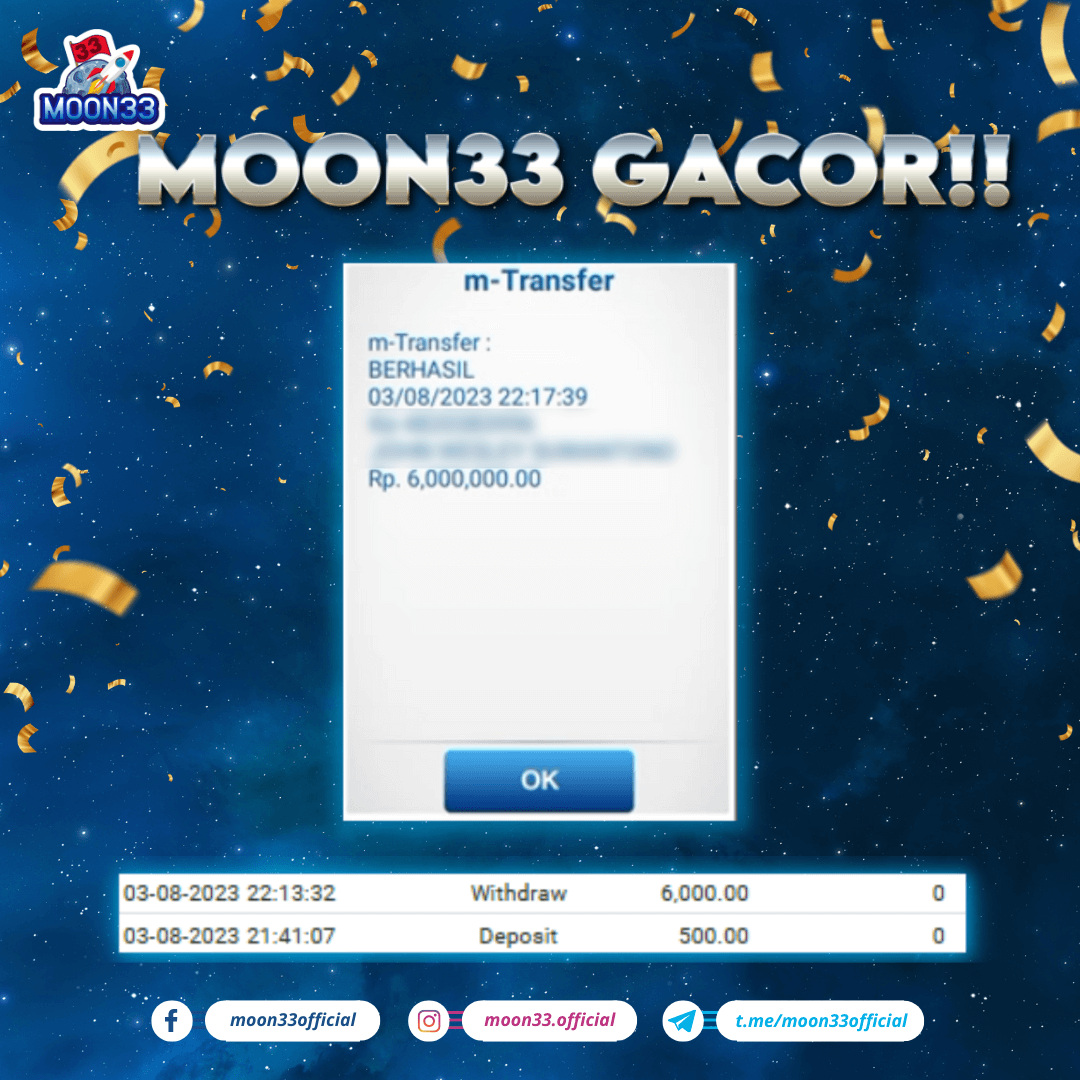 33
MOON33
MOON33 GACOR!!
m-Transfer
m-Transfer :
BERHASIL
03/08/2023 22:17:39
Rp. 6,000,000.00
OK
03-08-2023 22:13:32 Withdraw 6,000.00 0
03-08-2023 21:41:07 Deposit 500.00 0
moon33official moon33.official t.me/moon33official